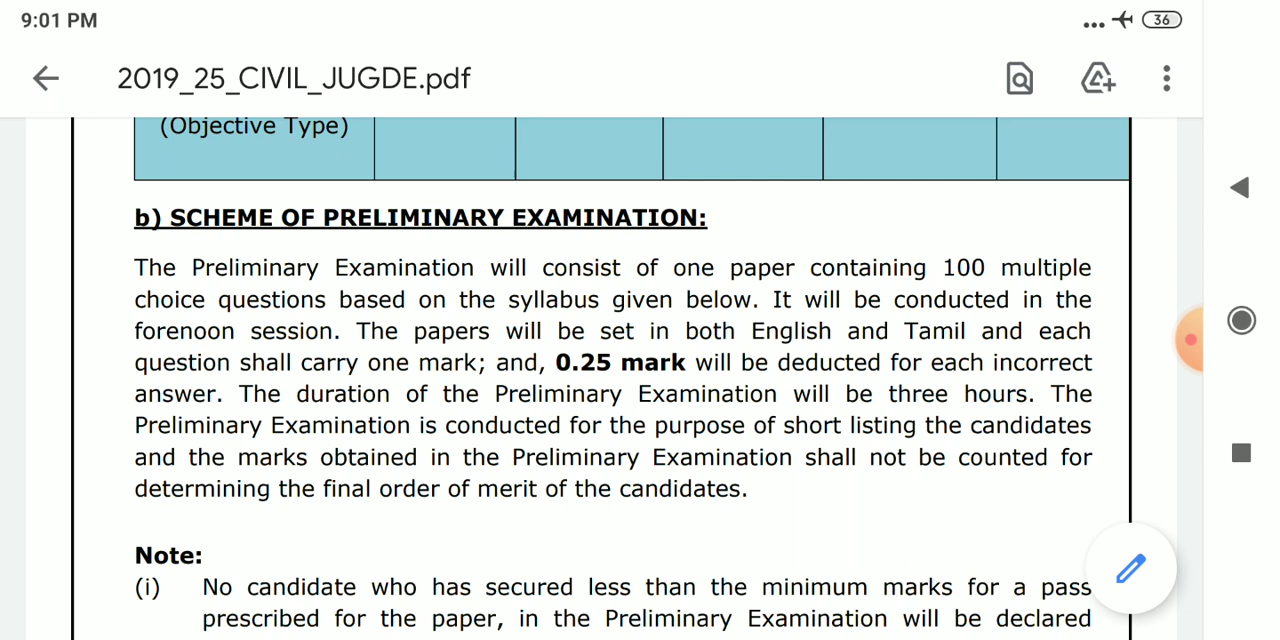 9:01 PM
36
2019_25_CIVIL_JUGDE.pdf
(Objective Type)
b) SCHEME OF PRELIMINARY EXAMINATION:
The Preliminary Examination will consist of one paper containing 100 multiple
choice questions based on the syllabus given below. It will be conducted in the
forenoon session. The papers will be set in both English and Tamil and each
question shall carry one mark; and, 0.25 mark will be deducted for each incorrect
answer. The duration of the Preliminary Examination will be three hours. The
Preliminary Examination is conducted for the purpose of short listing the candidates
and the marks obtained in the Preliminary Examination shall not be counted for
determining the final order of merit of the candidates.
Note:
(i) No candidate who has secured less than the minimum marks for a pass
prescribed for the paper, in the Preliminary Examination will be declared